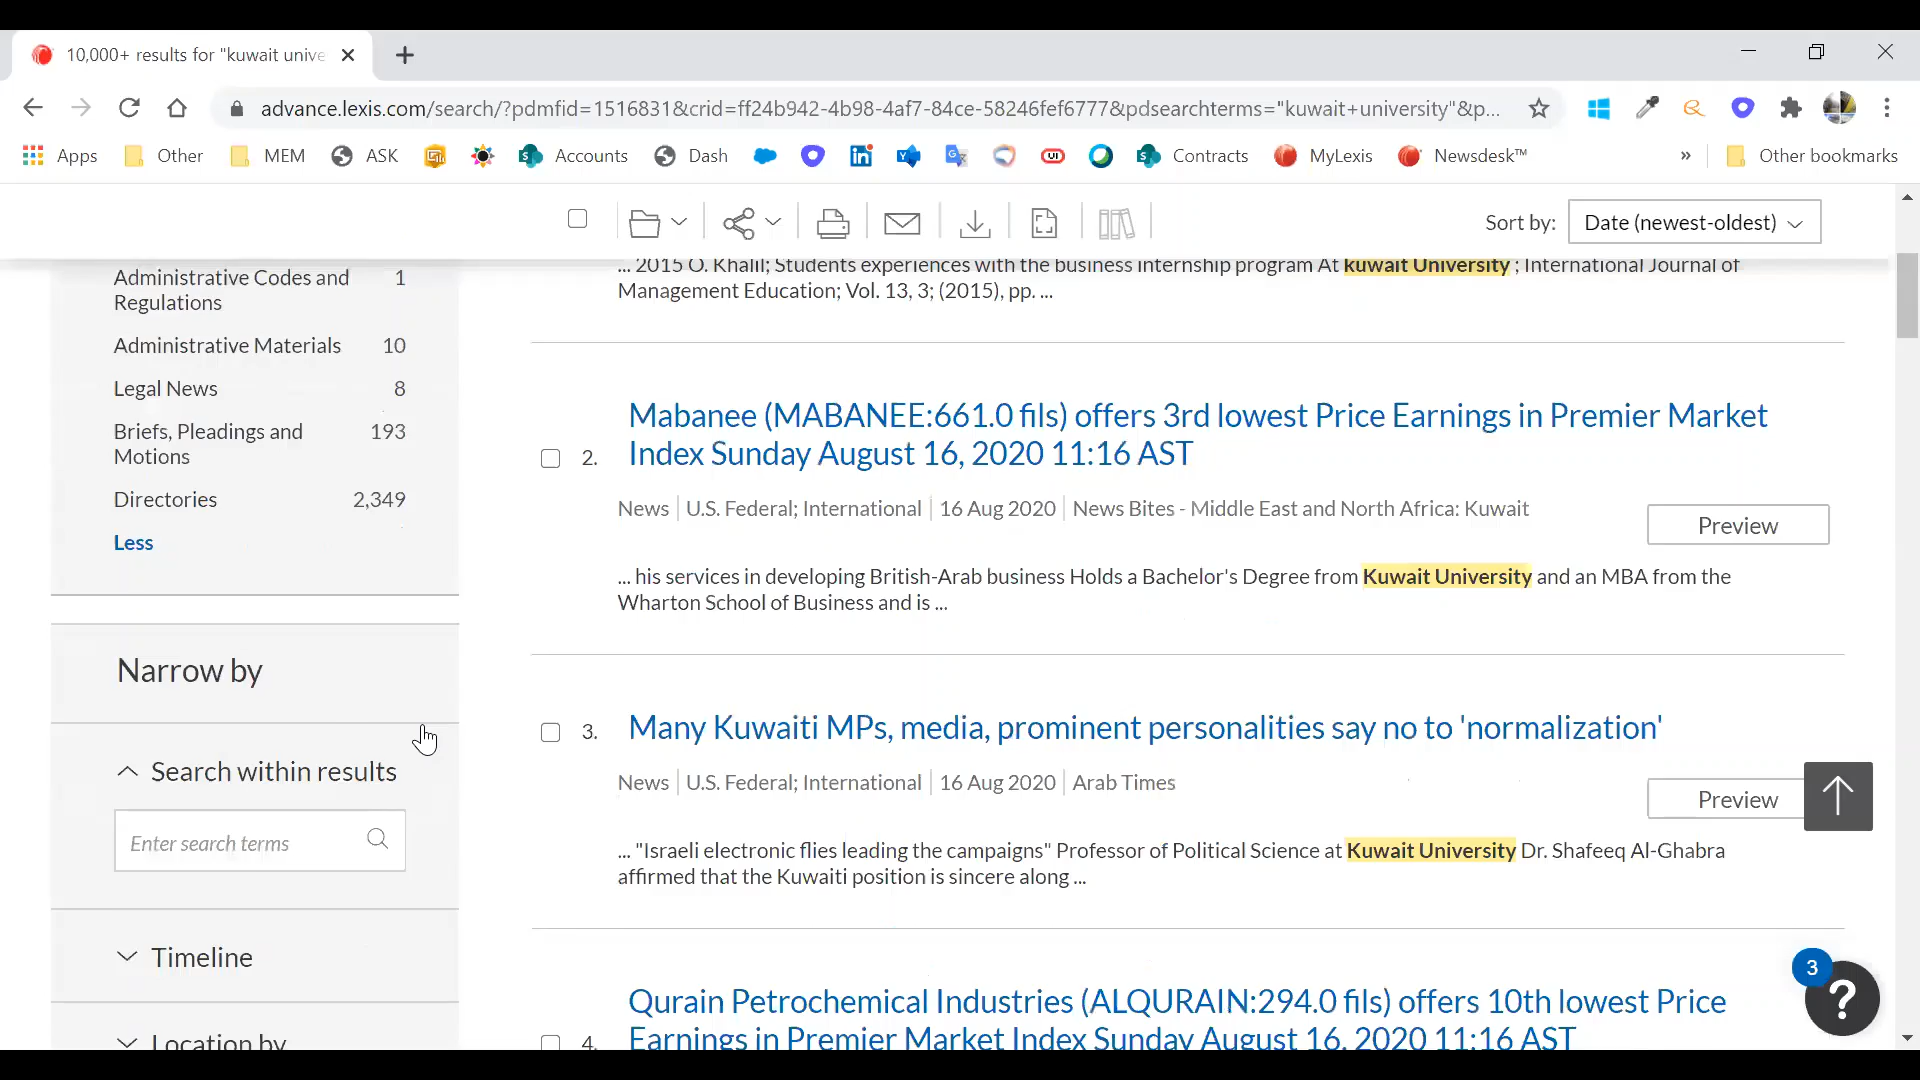 10,000+ results for "kuwait unive
advance.lexis.com/search/?pdmfid=1516831&crid=ff24b942-4b98-4af7-84ce-58246fef6777&pdsearchterms="kuwait+university"&p...
Apps Other MEM ASK Accounts Dash Contracts MyLexis Newsdesk™ » Other bookmarks
Sort by: Date (newest-oldest)
Administrative Codes and 1
Regulations
Administrative Materials 10
Legal News 8
Briefs, Pleadings and 193
Motions
Directories 2,349
Less
Narrow by
Search within results
Enter search terms
Timeline
Location by
... 2015 O. Khalil; Students experiences with the business internship program At kuwait University ; International Journal of
Management Education; Vol. 13, 3; (2015), pp. ...
2. Mabanee (MABANEE:661.0 fils) offers 3rd lowest Price Earnings in Premier Market
Index Sunday August 16, 2020 11:16 AST
News U.S. Federal; International 16 Aug 2020 News Bites - Middle East and North Africa: Kuwait
Preview
... his services in developing British-Arab business Holds a Bachelor's Degree from Kuwait University and an MBA from the
Wharton School of Business and is ...
3. Many Kuwaiti MPs, media, prominent personalities say no to 'normalization'
News U.S. Federal; International 16 Aug 2020 Arab Times
Preview
... "Israeli electronic flies leading the campaigns" Professor of Political Science at Kuwait University Dr. Shafeeq Al-Ghabra
affirmed that the Kuwaiti position is sincere along ...
3
?
4. Qurain Petrochemical Industries (ALQURAIN:294.0 fils) offers 10th lowest Price
Earnings in Premier Market Index Sunday August 16, 2020 11:16 AST